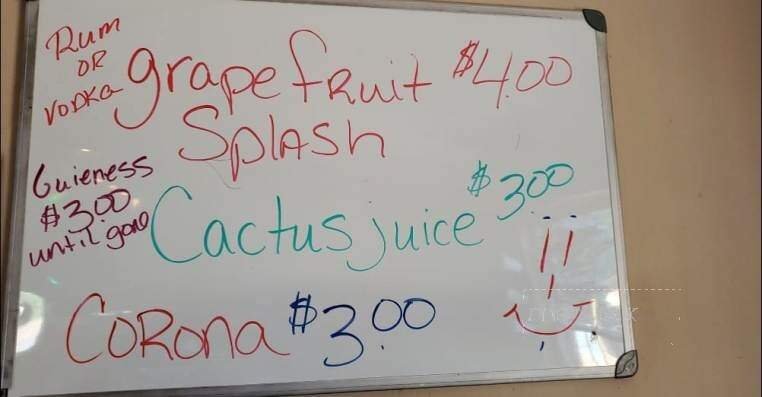 Rum
OR
Vodka
grapefruit $4.00
Splash
Guieness
$3.00
until gone
Cactus juice $3.00
Corona $3.00